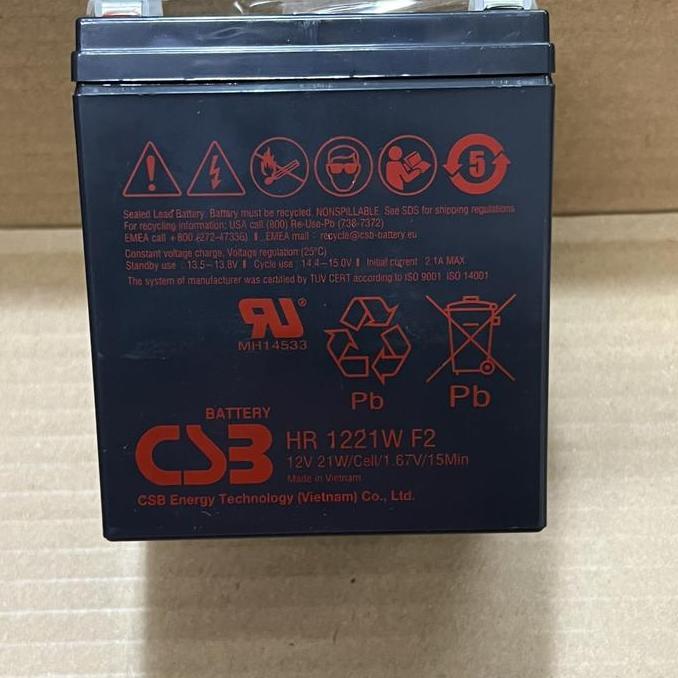 5
Sealed Lead Battery. Battery must be recycled. NONSPILLABLE. See SDS for shipping regulations
For recycling information: USA call (800) Re-Use-Pb (738-7372)
EMEA call +800 (272-47336) | EMEA mail : recycle@csb-battery.eu
Constant voltage charge, Voltage regulation (25°C)
Standby use : 13.5~13.8V | Cycle use : 14.4~15.0V | Initial current : 2.1A MAX
The system of manufacturer was certified by TUV CERT according to ISO 9001 ISO 14001
RU®
MH14533
Pb
Pb
BATTERY
CSB
HR 1221W F2
12V 21W/Cell/1.67V/15Min
Made in Vietnam
CSB Energy Technology (Vietnam) Co., Ltd.